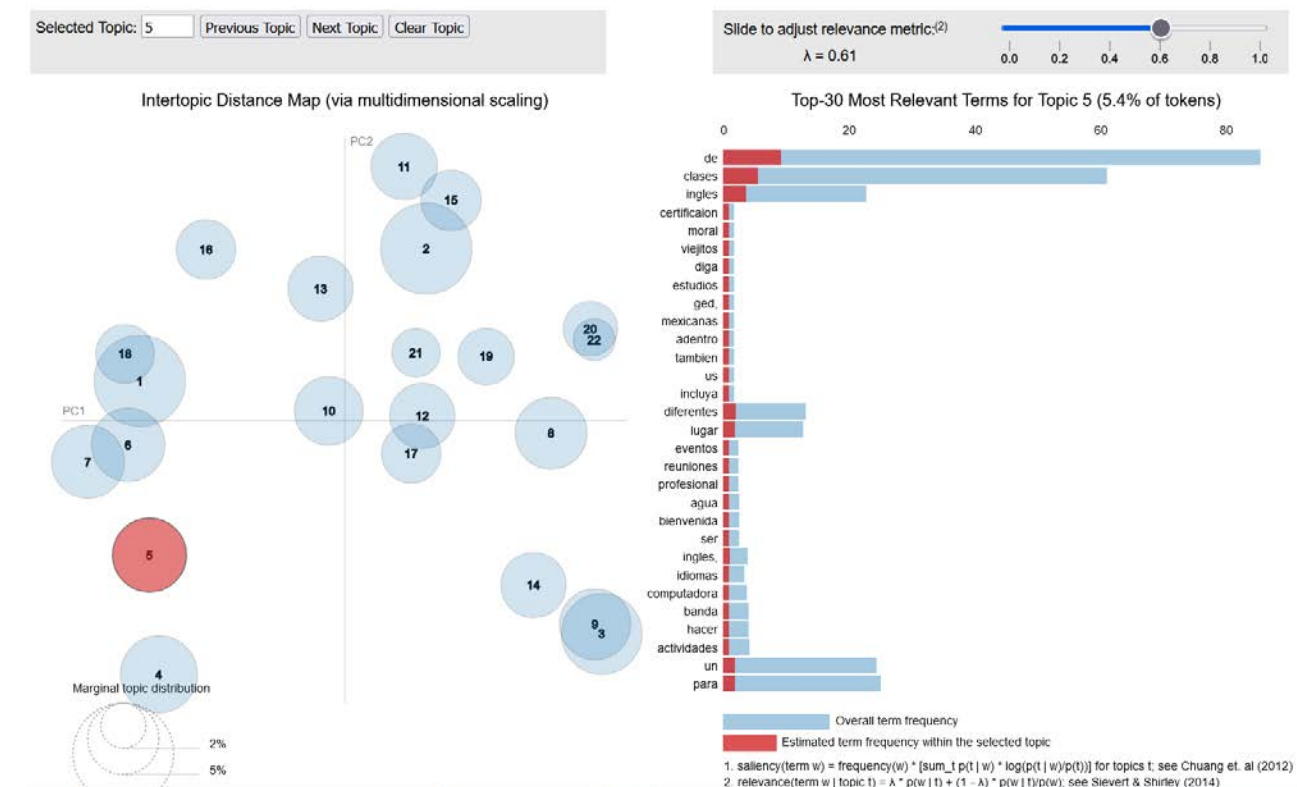 Selected Topic: 5 Previous Topic Next Topic Clear Topic
Slide to adjust relevance metric:(2)
λ = 0.61
0.0 0.2 0.4 0.6 0.8 1.0
Intertopic Distance Map (via multidimensional scaling)
PC2
PC1
11
15
2
16
13
20
22
21
19
18
1
10
12
8
6
17
7
5
14
9
3
4
Marginal topic distribution
2%
5%
Top-30 Most Relevant Terms for Topic 5 (5.4% of tokens)
0 20 40 60 80
de
clases
ingles
certificaion
moral
viejitos
diga
estudios
ged,
mexicanas
adentro
tambien
us
incluya
diferentes
lugar
eventos
reuniones
profesional
agua
bienvenida
ser
ingles,
idiomas
computadora
banda
hacer
actividades
un
para
Overall term frequency
Estimated term frequency within the selected topic
1. saliency(term w) = frequency(w) * [sum_t p(t | w) * log(p(t | w)/p(t))] for topics t; see Chuang et. al (2012)
2. relevance(term w | topic t) = λ * p(w | t) + (1 - λ) * p(w | t)/p(w); see Sievert & Shirley (2014)